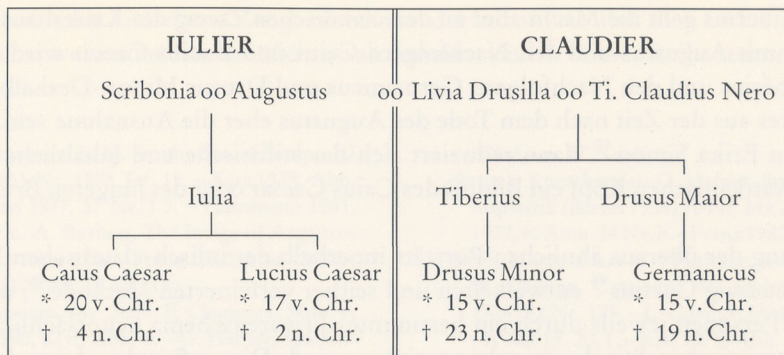 IULIER CLAUDIER
Scribonia oo Augustus oo Livia Drusilla oo Ti. Claudius Nero
Iulia Tiberius Drusus Maior
Caius Caesar Lucius Caesar Drusus Minor Germanicus
* 20 v. Chr. * 17 v. Chr. * 15 v. Chr. * 15 v. Chr.
† 4 n. Chr. † 2 n. Chr. † 23 n. Chr. † 19 n. Chr.